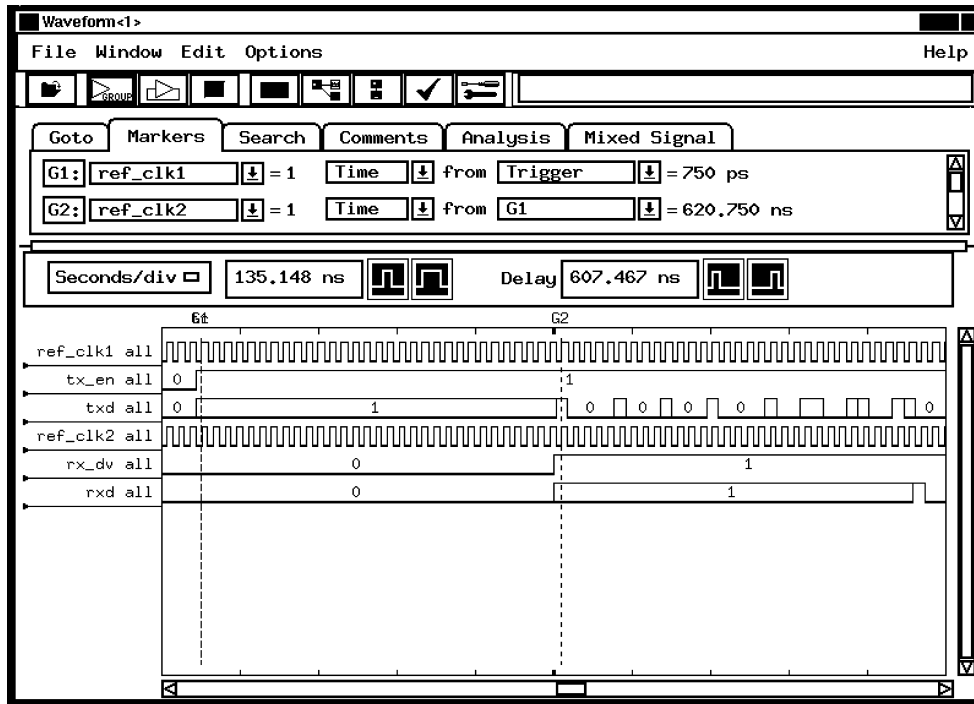 Waveform<1>
File Window Edit Options Help
GROUP
Goto Markers Search Comments Analysis Mixed Signal
G1: ref_clk1 = 1 Time from Trigger = 750 ps
G2: ref_clk2 = 1 Time from G1 = 620.750 ns
Seconds/div 135.148 ns Delay 607.467 ns
G2
ref_clk1 all
tx_en all 0 1
txd all 0 1 0 0 0 0 0
ref_clk2 all
rx_dv all 0 1
rxd all 0 1